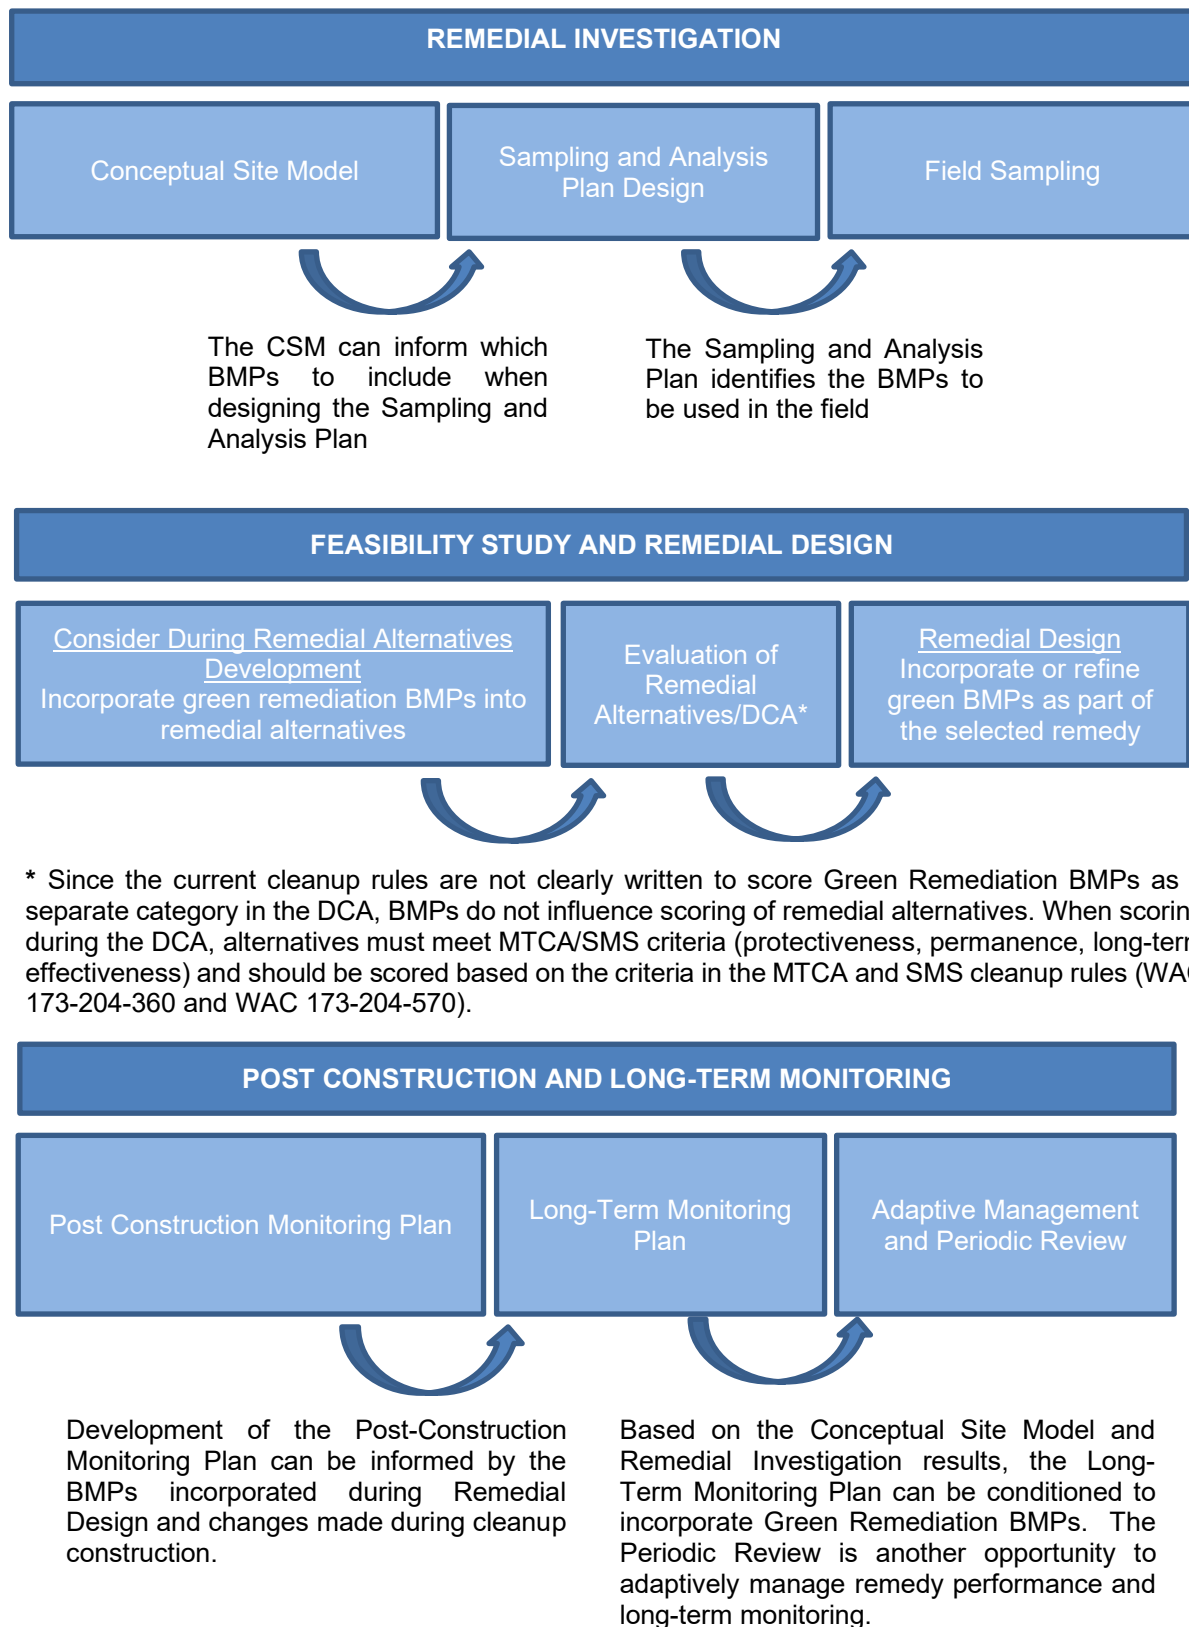 REMEDIAL INVESTIGATION
Conceptual Site Model
Sampling and Analysis
Plan Design
Field Sampling
The CSM can inform which
BMPs to include when
designing the Sampling and
Analysis Plan
The Sampling and Analysis
Plan identifies the BMPs to
be used in the field
FEASIBILITY STUDY AND REMEDIAL DESIGN
Consider During Remedial Alternatives
Development
Incorporate green remediation BMPs into
remedial alternatives
Evaluation of
Remedial
Alternatives/DCA*
Remedial Design
Incorporate or refine
green BMPs as part of
the selected remedy
* Since the current cleanup rules are not clearly written to score Green Remediation BMPs as
separate category in the DCA, BMPs do not influence scoring of remedial alternatives. When scorin
during the DCA, alternatives must meet MTCA/SMS criteria (protectiveness, permanence, long-term
effectiveness) and should be scored based on the criteria in the MTCA and SMS cleanup rules (WAC
173-204-360 and WAC 173-204-570).
POST CONSTRUCTION AND LONG-TERM MONITORING
Post Construction Monitoring Plan
Long-Term Monitoring
Plan
Adaptive Management
and Periodic Review
Development of the Post-Construction
Monitoring Plan can be informed by the
BMPs incorporated during Remedial
Design and changes made during cleanup
construction.
Based on the Conceptual Site Model and
Remedial Investigation results, the Long-
Term Monitoring Plan can be conditioned to
incorporate Green Remediation BMPs. The
Periodic Review is another opportunity to
adaptively manage remedy performance and
long-term monitoring.